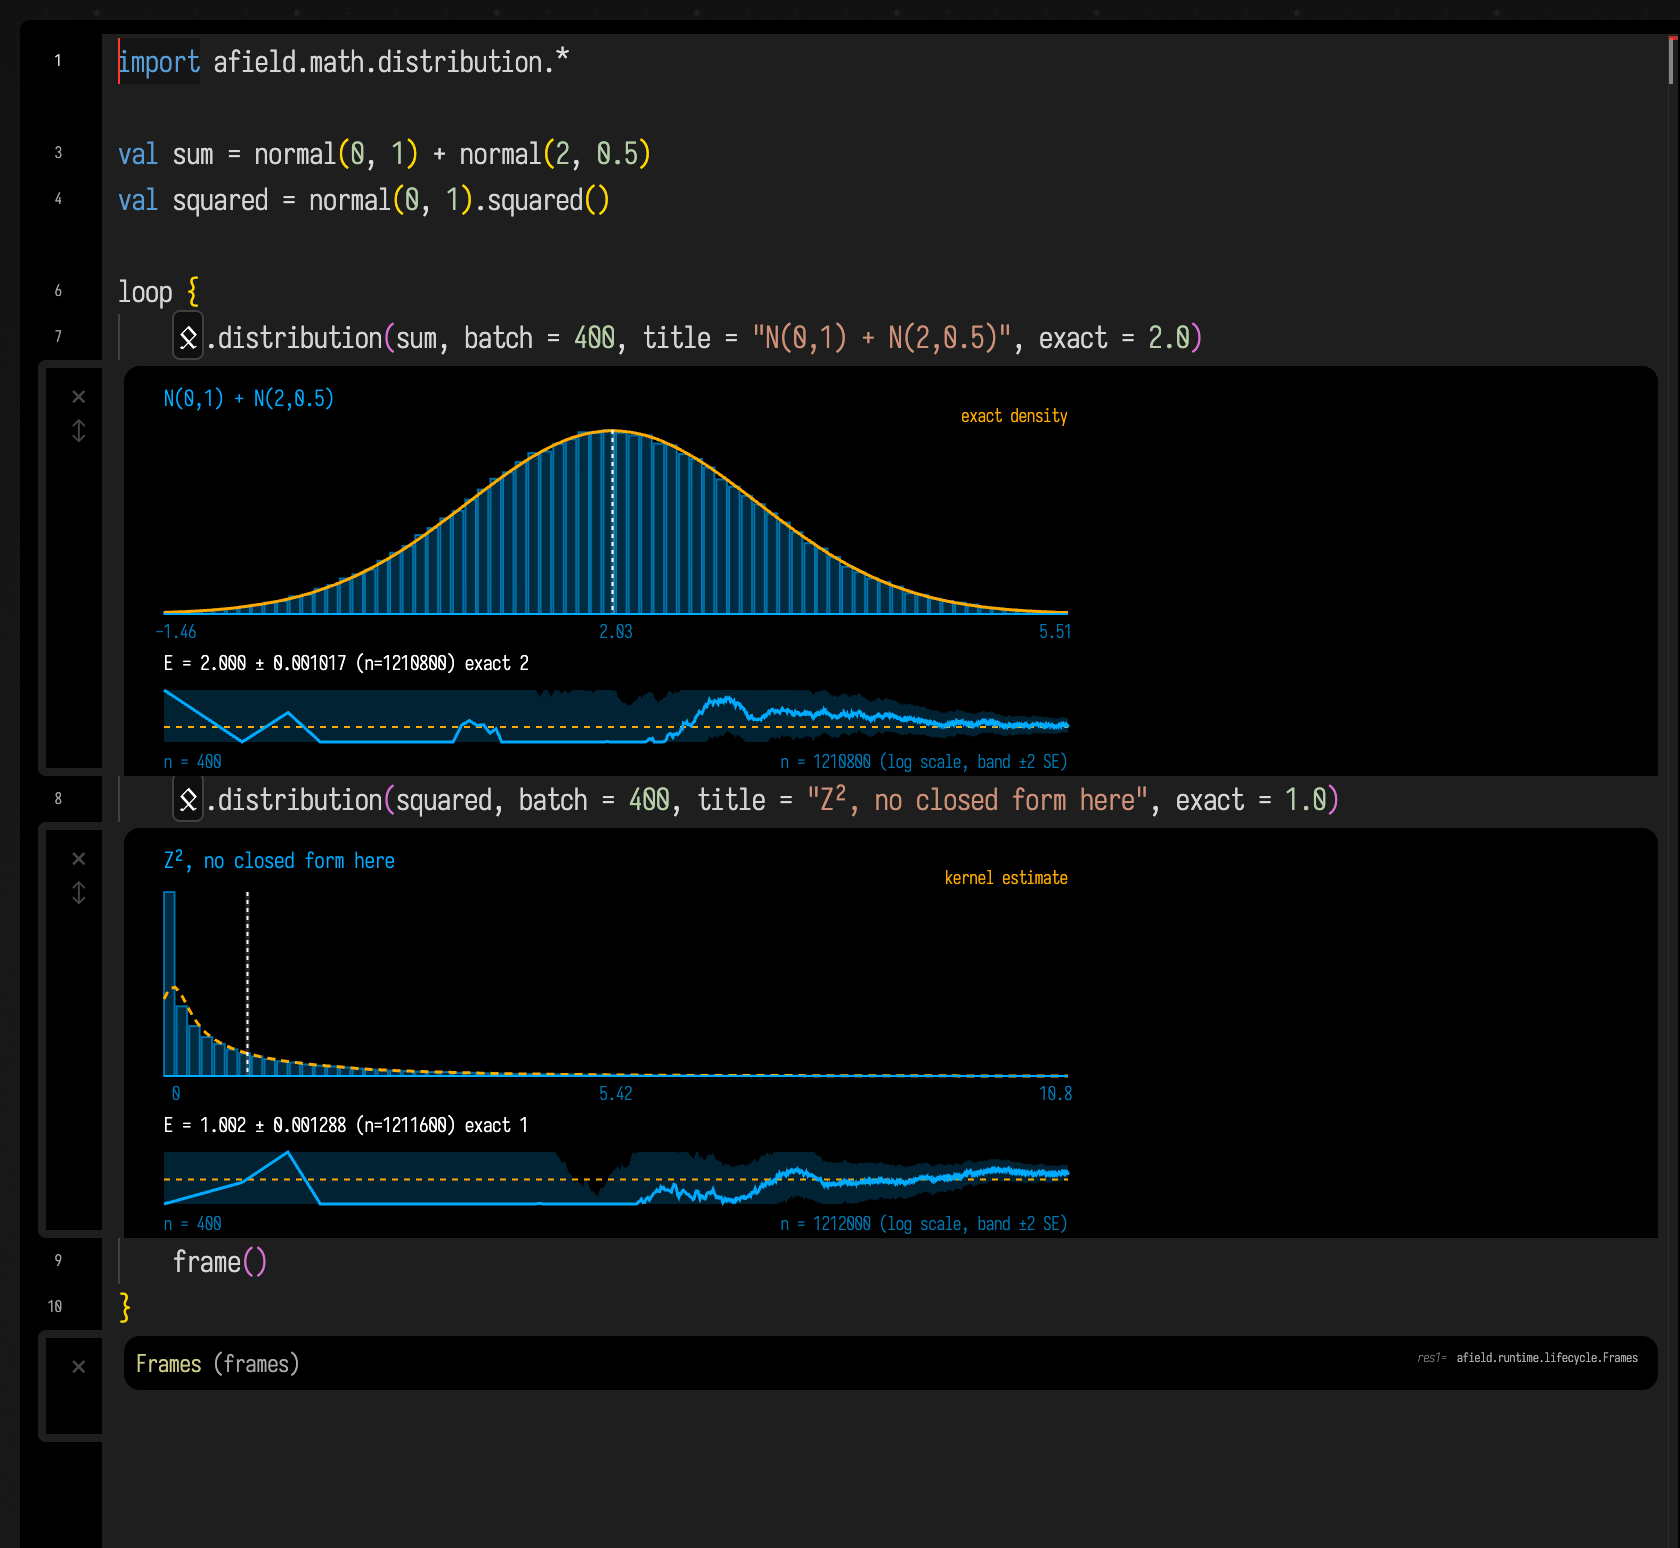 1 import afield.math.distribution.*
3 val sum = normal(0, 1) + normal(2, 0.5)
4 val squared = normal(0, 1).squared()
6 loop {
7 .distribution(sum, batch = 400, title = "N(0,1) + N(2,0.5)", exact = 2.0)
N(0,1) + N(2,0.5)
exact density
-1.46 2.03 5.51
E = 2.000 ± 0.001017 (n=1210800) exact 2
n = 400 n = 1210800 (log scale, band ±2 SE)
8 .distribution(squared, batch = 400, title = "Z², no closed form here", exact = 1.0)
Z², no closed form here
kernel estimate
0 5.42 10.8
E = 1.002 ± 0.001288 (n=1211600) exact 1
n = 400 n = 1212000 (log scale, band ±2 SE)
9 frame()
10 }
Frames (frames) res1= afield.runtime.lifecycle.Frames